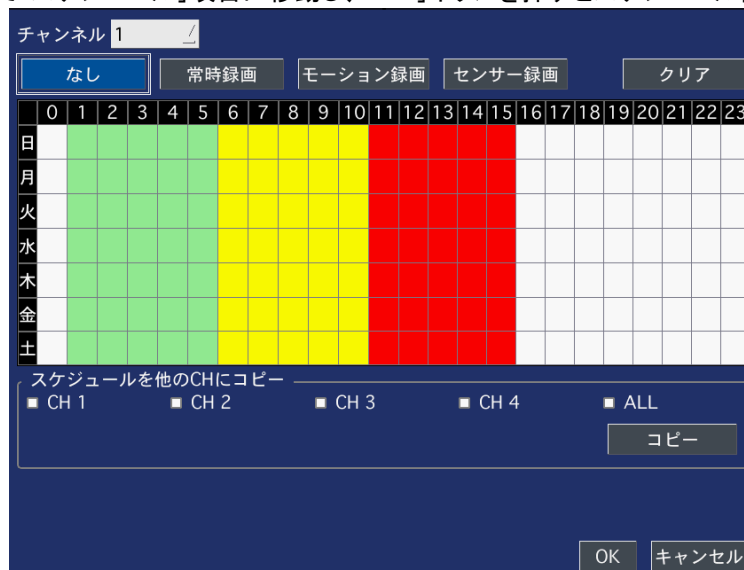 チャンネル 1
なし 常時録画 モーション録画 センサー録画 クリア
0 1 2 3 4 5 6 7 8 9 10 11 12 13 14 15 16 17 18 19 20 21 22 23
日
月
火
水
木
金
土
スケジュールを他のCHにコピー
CH 1 CH 2 CH 3 CH 4 ALL
コピー
OK キャンセル